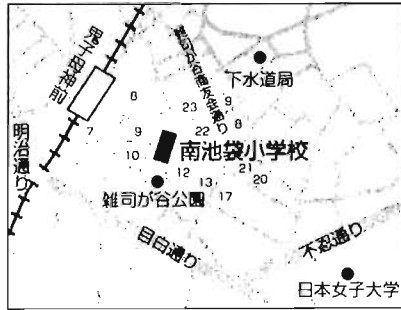 鬼子母神前
雑司が谷商友会通り
下水道局
明治通り
8
23
9
8
7
9
22
10
南池袋小学校
12
21
13
20
17
雑司が谷公園
目白通り
不忍通り
日本女子大学